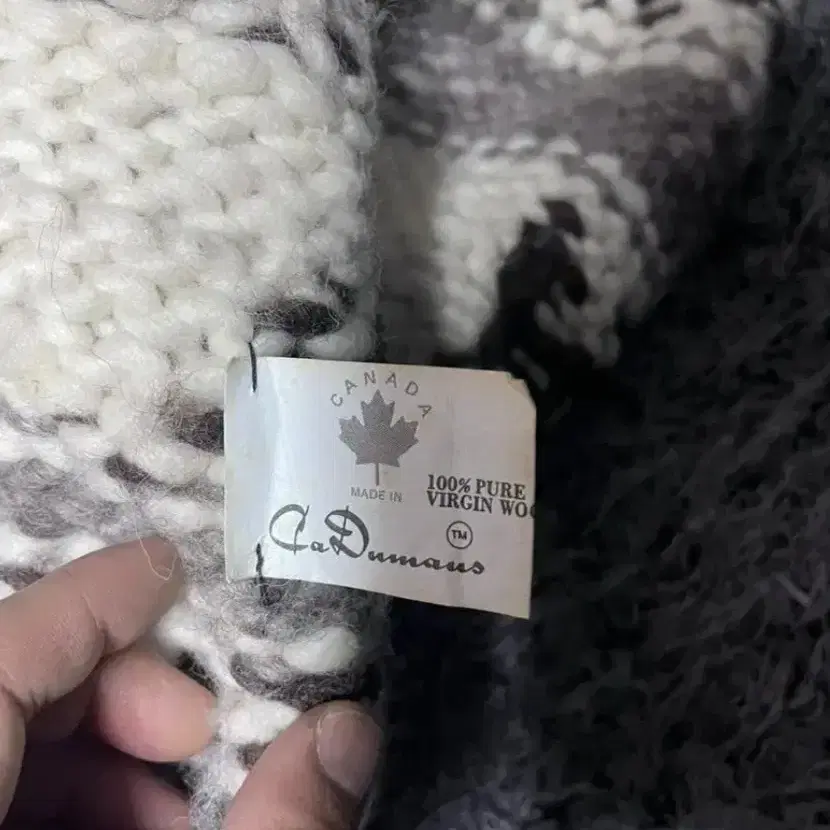 CANADA
MADE IN
100% PURE
VIRGIN WOO
TM
CaDumaus